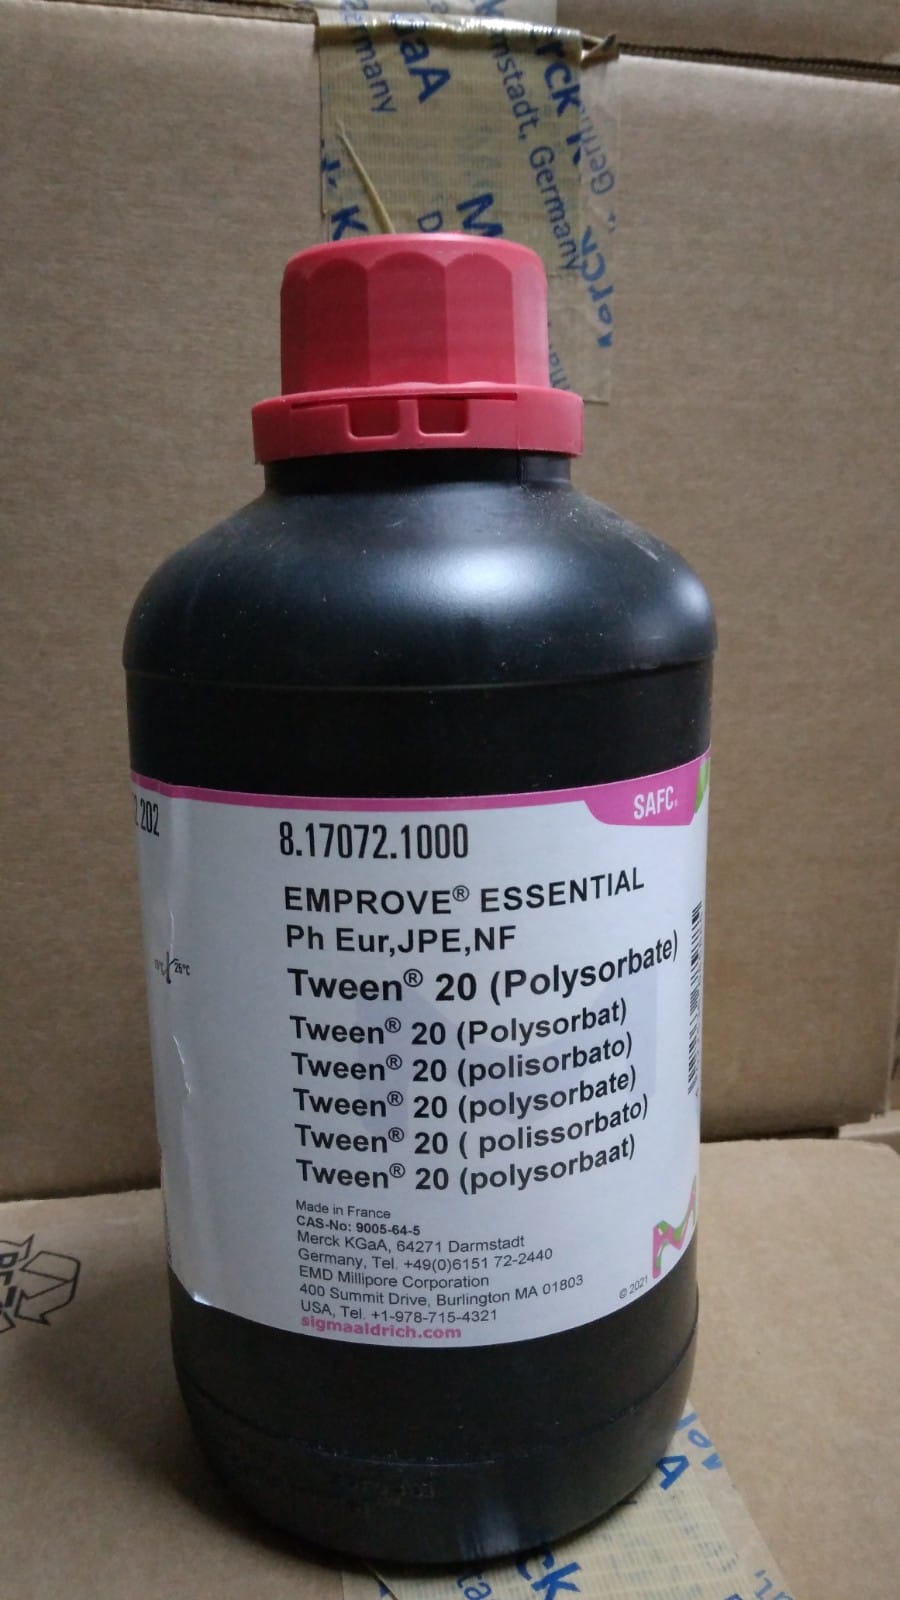 SAFC.
2 202
8.17072.1000
EMPROVE® ESSENTIAL
Ph Eur,JPE,NF
Tween® 20 (Polysorbate)
Tween® 20 (Polysorbat)
Tween® 20 (polisorbato)
Tween® 20 (polysorbate)
Tween® 20 ( polissorbato)
Tween® 20 (polysorbaat)
25°C
Made in France
CAS-No: 9005-64-5
Merck KGaA, 64271 Darmstadt
Germany, Tel. +49(0)6151 72-2440
EMD Millipore Corporation
400 Summit Drive, Burlington MA 01803
USA, Tel. +1-978-715-4321
sigmaaldrich.com
© 2021